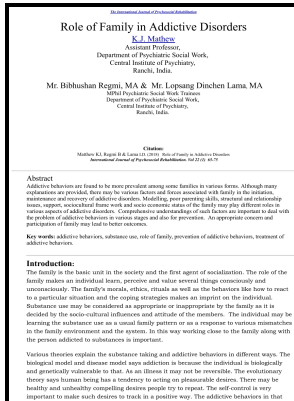 The International Journal of Psychosocial Rehabilitation
Role of Family in Addictive Disorders
K.J. Mathew
Assistant Professor,
Department of Psychiatric Social Work,
Central Institute of Psychiatry,
Ranchi, India.
Mr. Bibhushan Regmi, MA & Mr. Lopsang Dinchen Lama, MA
MPhil Psychiatric Social Work Trainees
Department of Psychiatric Social Work,
Central Institute of Psychiatry,
Ranchi, India.
Citation:
Matthew KJ, Regmi B & Lama LD. (2018) Role of Family in Addictive Disorders
International Journal of Psychosocial Rehabilitation. Vol 22 (1) 65-75
Abstract
Addictive behaviors are found to be more prevalent among some families in various forms. Although many
explanations are provided, there may be various factors and forces associated with family in the initiation,
maintenance and recovery of addictive disorders. Modelling, poor parenting skills, structural and relationship
issues, support, sociocultural frame work and socio economic status of the family may play different roles in
various aspects of addictive disorders. Comprehensive understandings of such factors are important to deal with
the problem of addictive behaviors in various stages and also for prevention. An appropriate concern and
participation of family may lead to better outcomes.
Key words: addictive behaviors, substance use, role of family, prevention of addictive behaviors, treatment of
addictive behaviors.
Introduction:
The family is the basic unit in the society and the first agent of socialization. The role of the
family makes an individual learn, perceive and value several things consciously and
unconsciously. The family's morals, ethics, rituals as well as the behaviors like how to react
to a particular situation and the coping strategies makes an imprint on the individual.
Substance use may be considered as appropriate or inappropriate by the family as it is
decided by the socio-cultural influences and attitude of the members. The individual may be
learning the substance use as a usual family pattern or as a response to various mismatches
in the family environment and the system. In this way working close to the family along with
the person addicted to substances is important.
Various theories explain the substance taking and addictive behaviors in different ways. The
biological model and disease model says addiction is because the individual is biologically
and genetically vulnerable to that. As an illness it may not be reversible. The evolutionary
theory says human being has a tendency to acting on pleasurable desires. There may be
healthy and unhealthy compelling desires people try to repeat. The self-control is very
important to make such desires to track in a positive way. The addictive behaviors in that